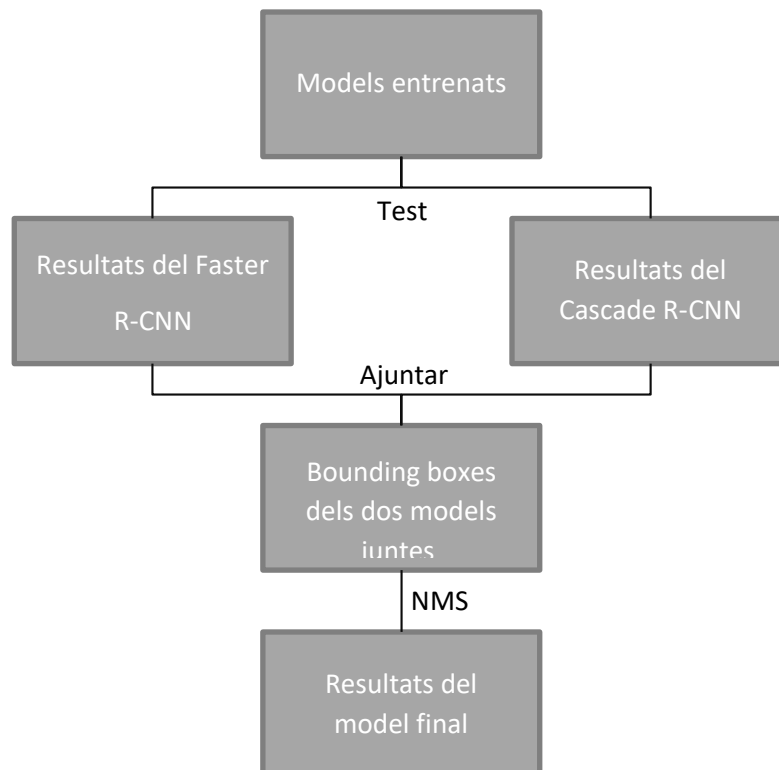 Models entrenats
Test
Resultats del Faster
R-CNN
Resultats del
Cascade R-CNN
Ajuntar
Bounding boxes
dels dos models
juntes
NMS
Resultats del
model final